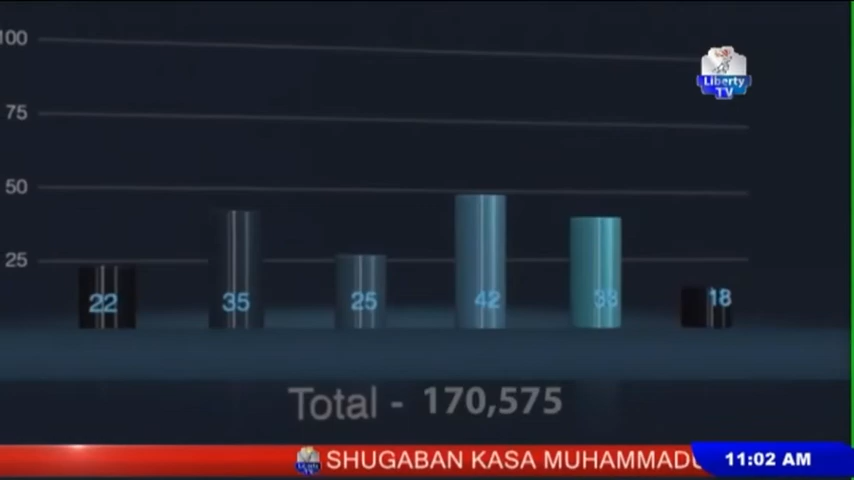 100
Liberty
TV
75
50
25
22 35 25 42 33 18
Total - 170,575
SHUGABAN KASA MUHAMMADU
11:02 AM